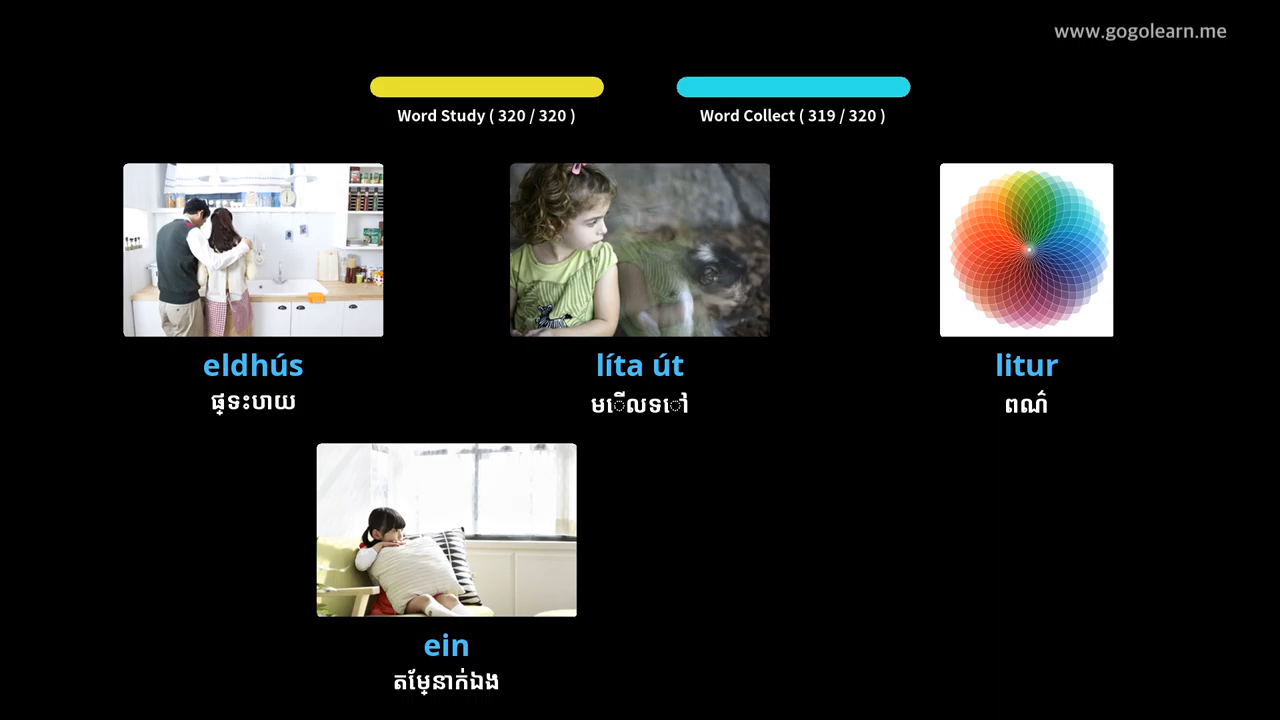 www.gogolearn.me
Word Study ( 320 / 320 )
Word Collect ( 319 / 320 )
eldhús
ផ្ទះបាយ
líta út
មើលទៅ
litur
ពណ៌
ein
តែម្នាក់ឯង